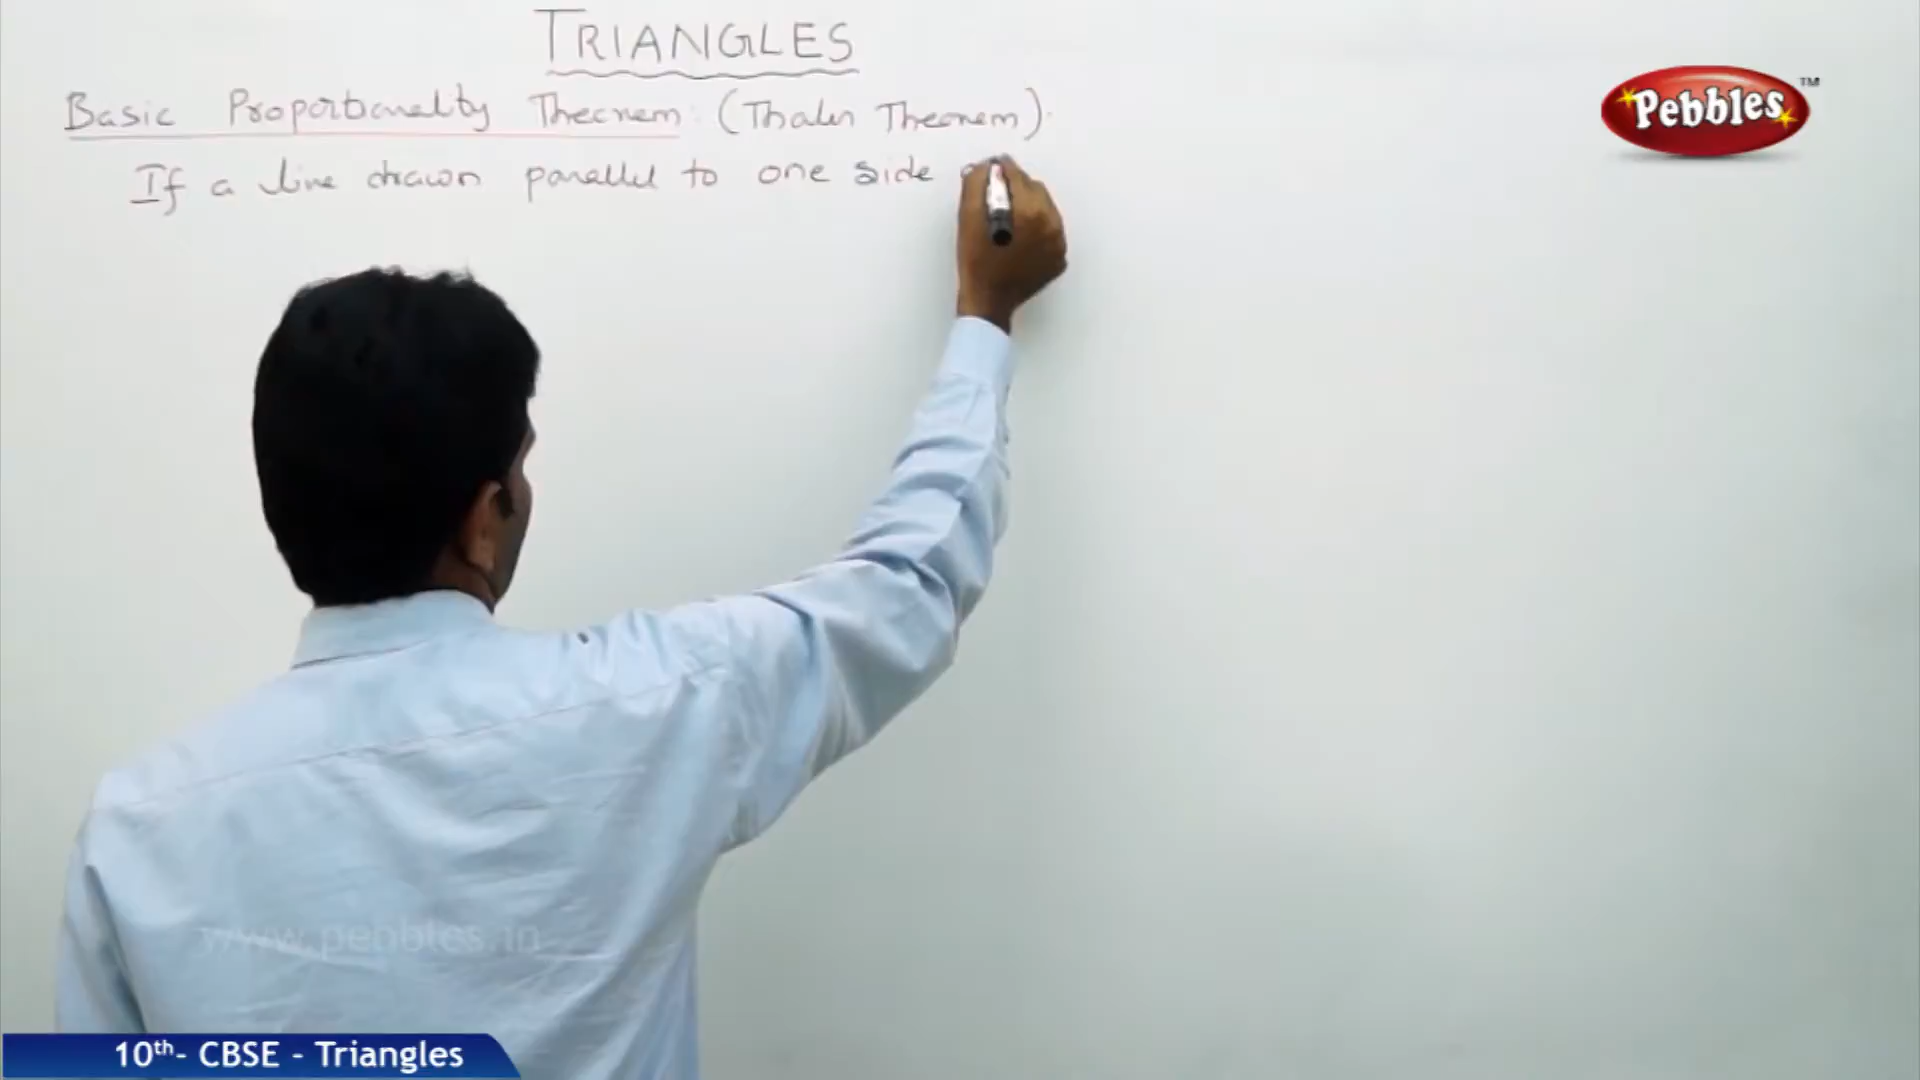 TRIANGLES
Basic Proportionality Theorem: (Thales Theorem).
If a line drawn parallel to one side
Pebbles™
www.pebbles.in
10th- CBSE - Triangles